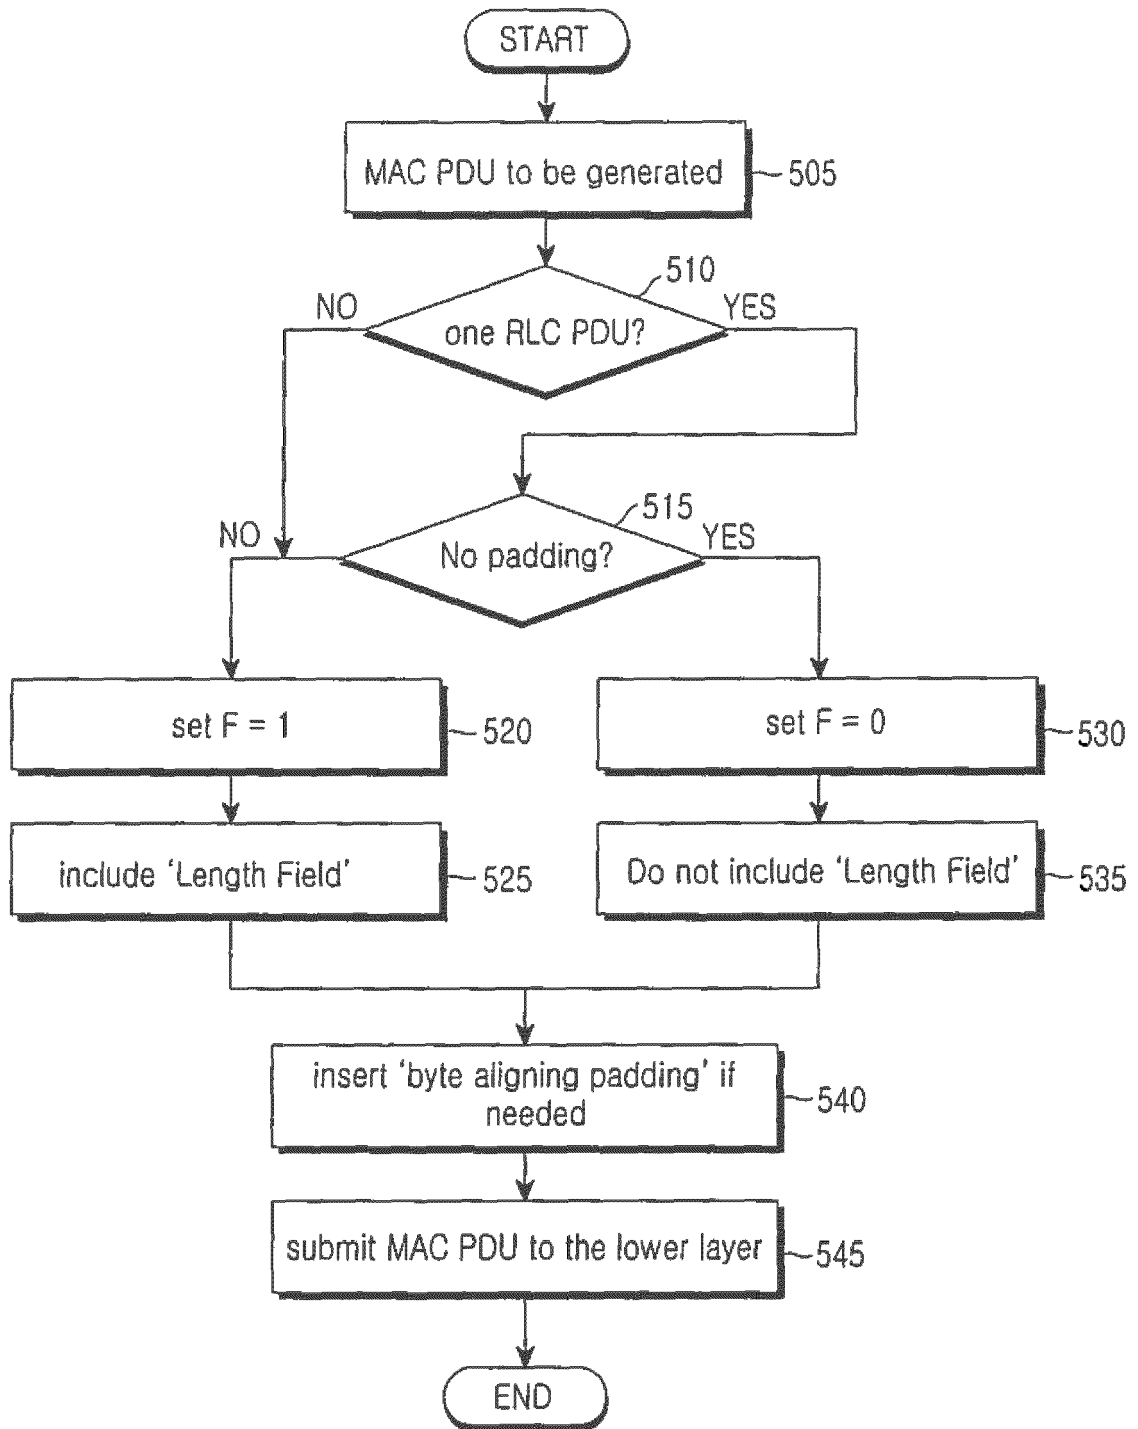 START
MAC PDU to be generated
505
510
NO
YES
one RLC PDU?
515
NO
YES
No padding?
set F = 1
520
set F = 0
530
include ‘Length Field’
525
Do not include ‘Length Field’
535
insert ‘byte aligning padding’ if
needed
540
submit MAC PDU to the lower layer
545
END